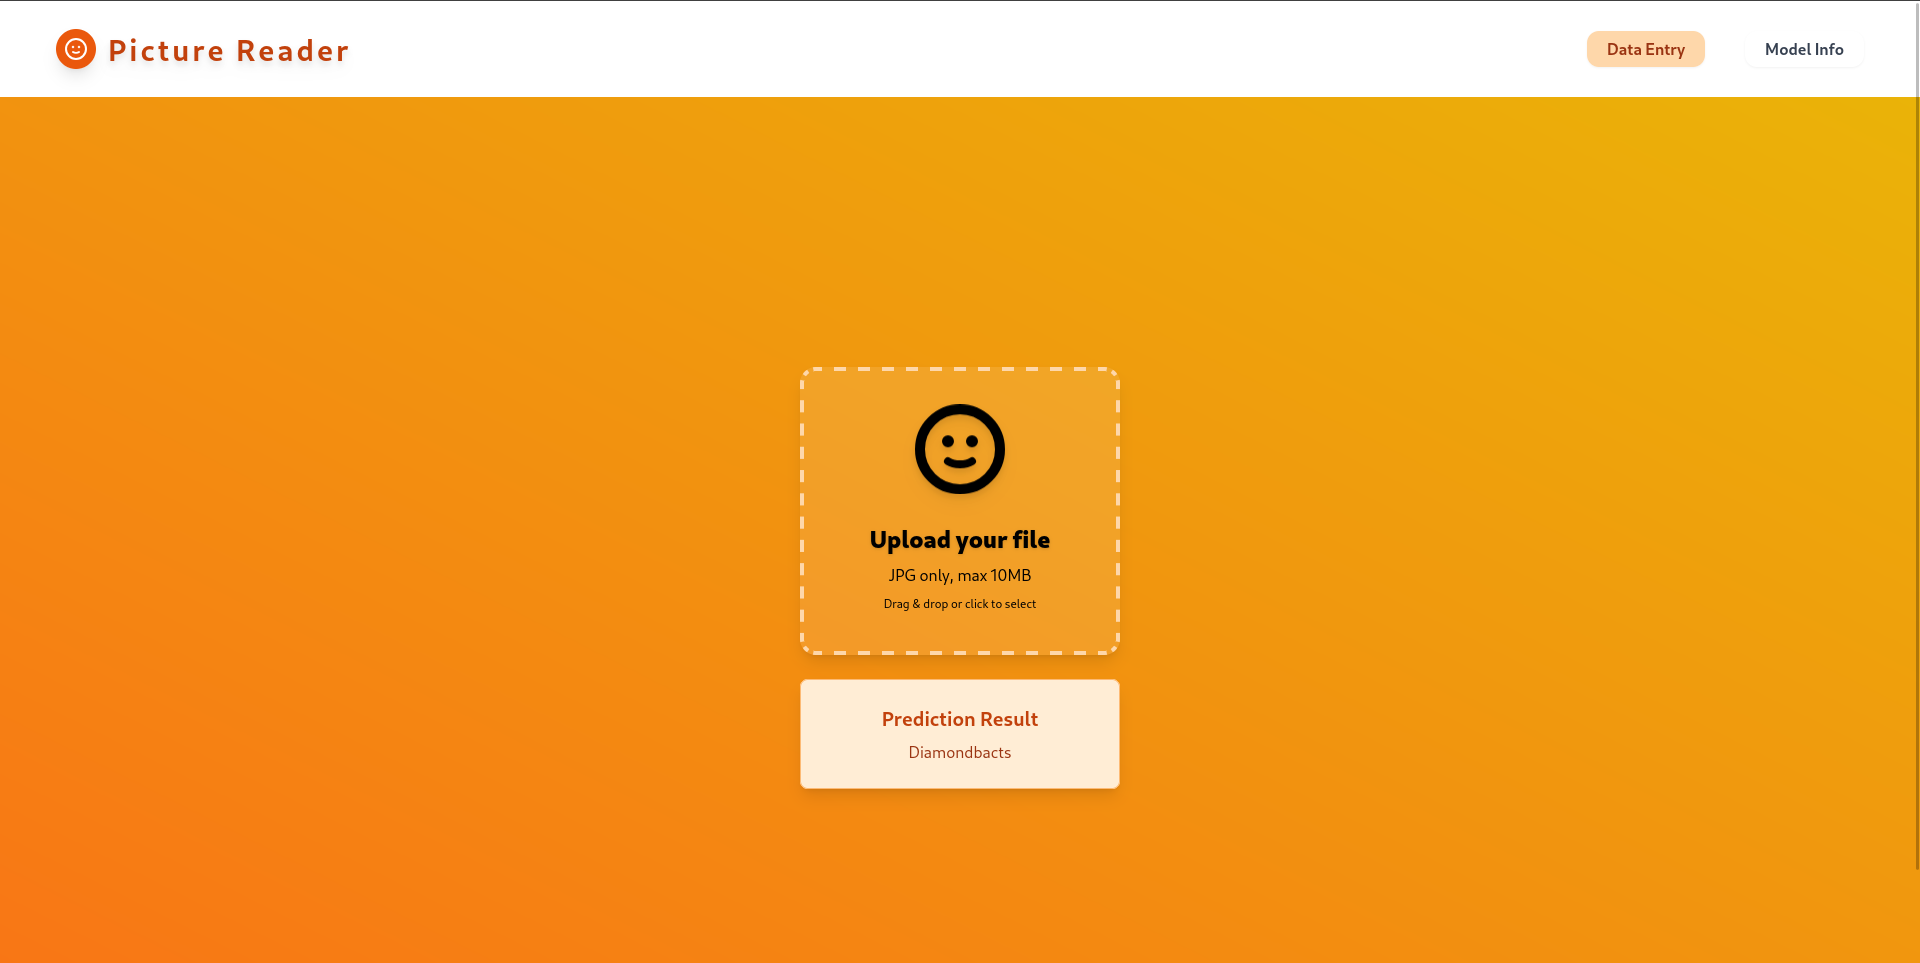 Picture Reader
Data Entry
Model Info
Upload your file
JPG only, max 10MB
Drag & drop or click to select
Prediction Result
Diamondbacts